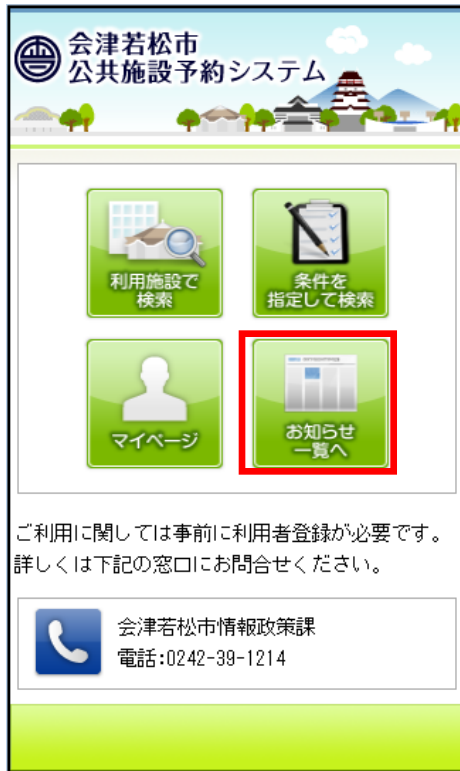 会津若松市
公共施設予約システム
利用施設で
検索
条件を
指定して検索
マイページ
お知らせ
一覧へ
ご利用に関しては事前に利用者登録が必要です。
詳しくは下記の窓口にお問合せください。
会津若松市情報政策課
電話:0242-39-1214